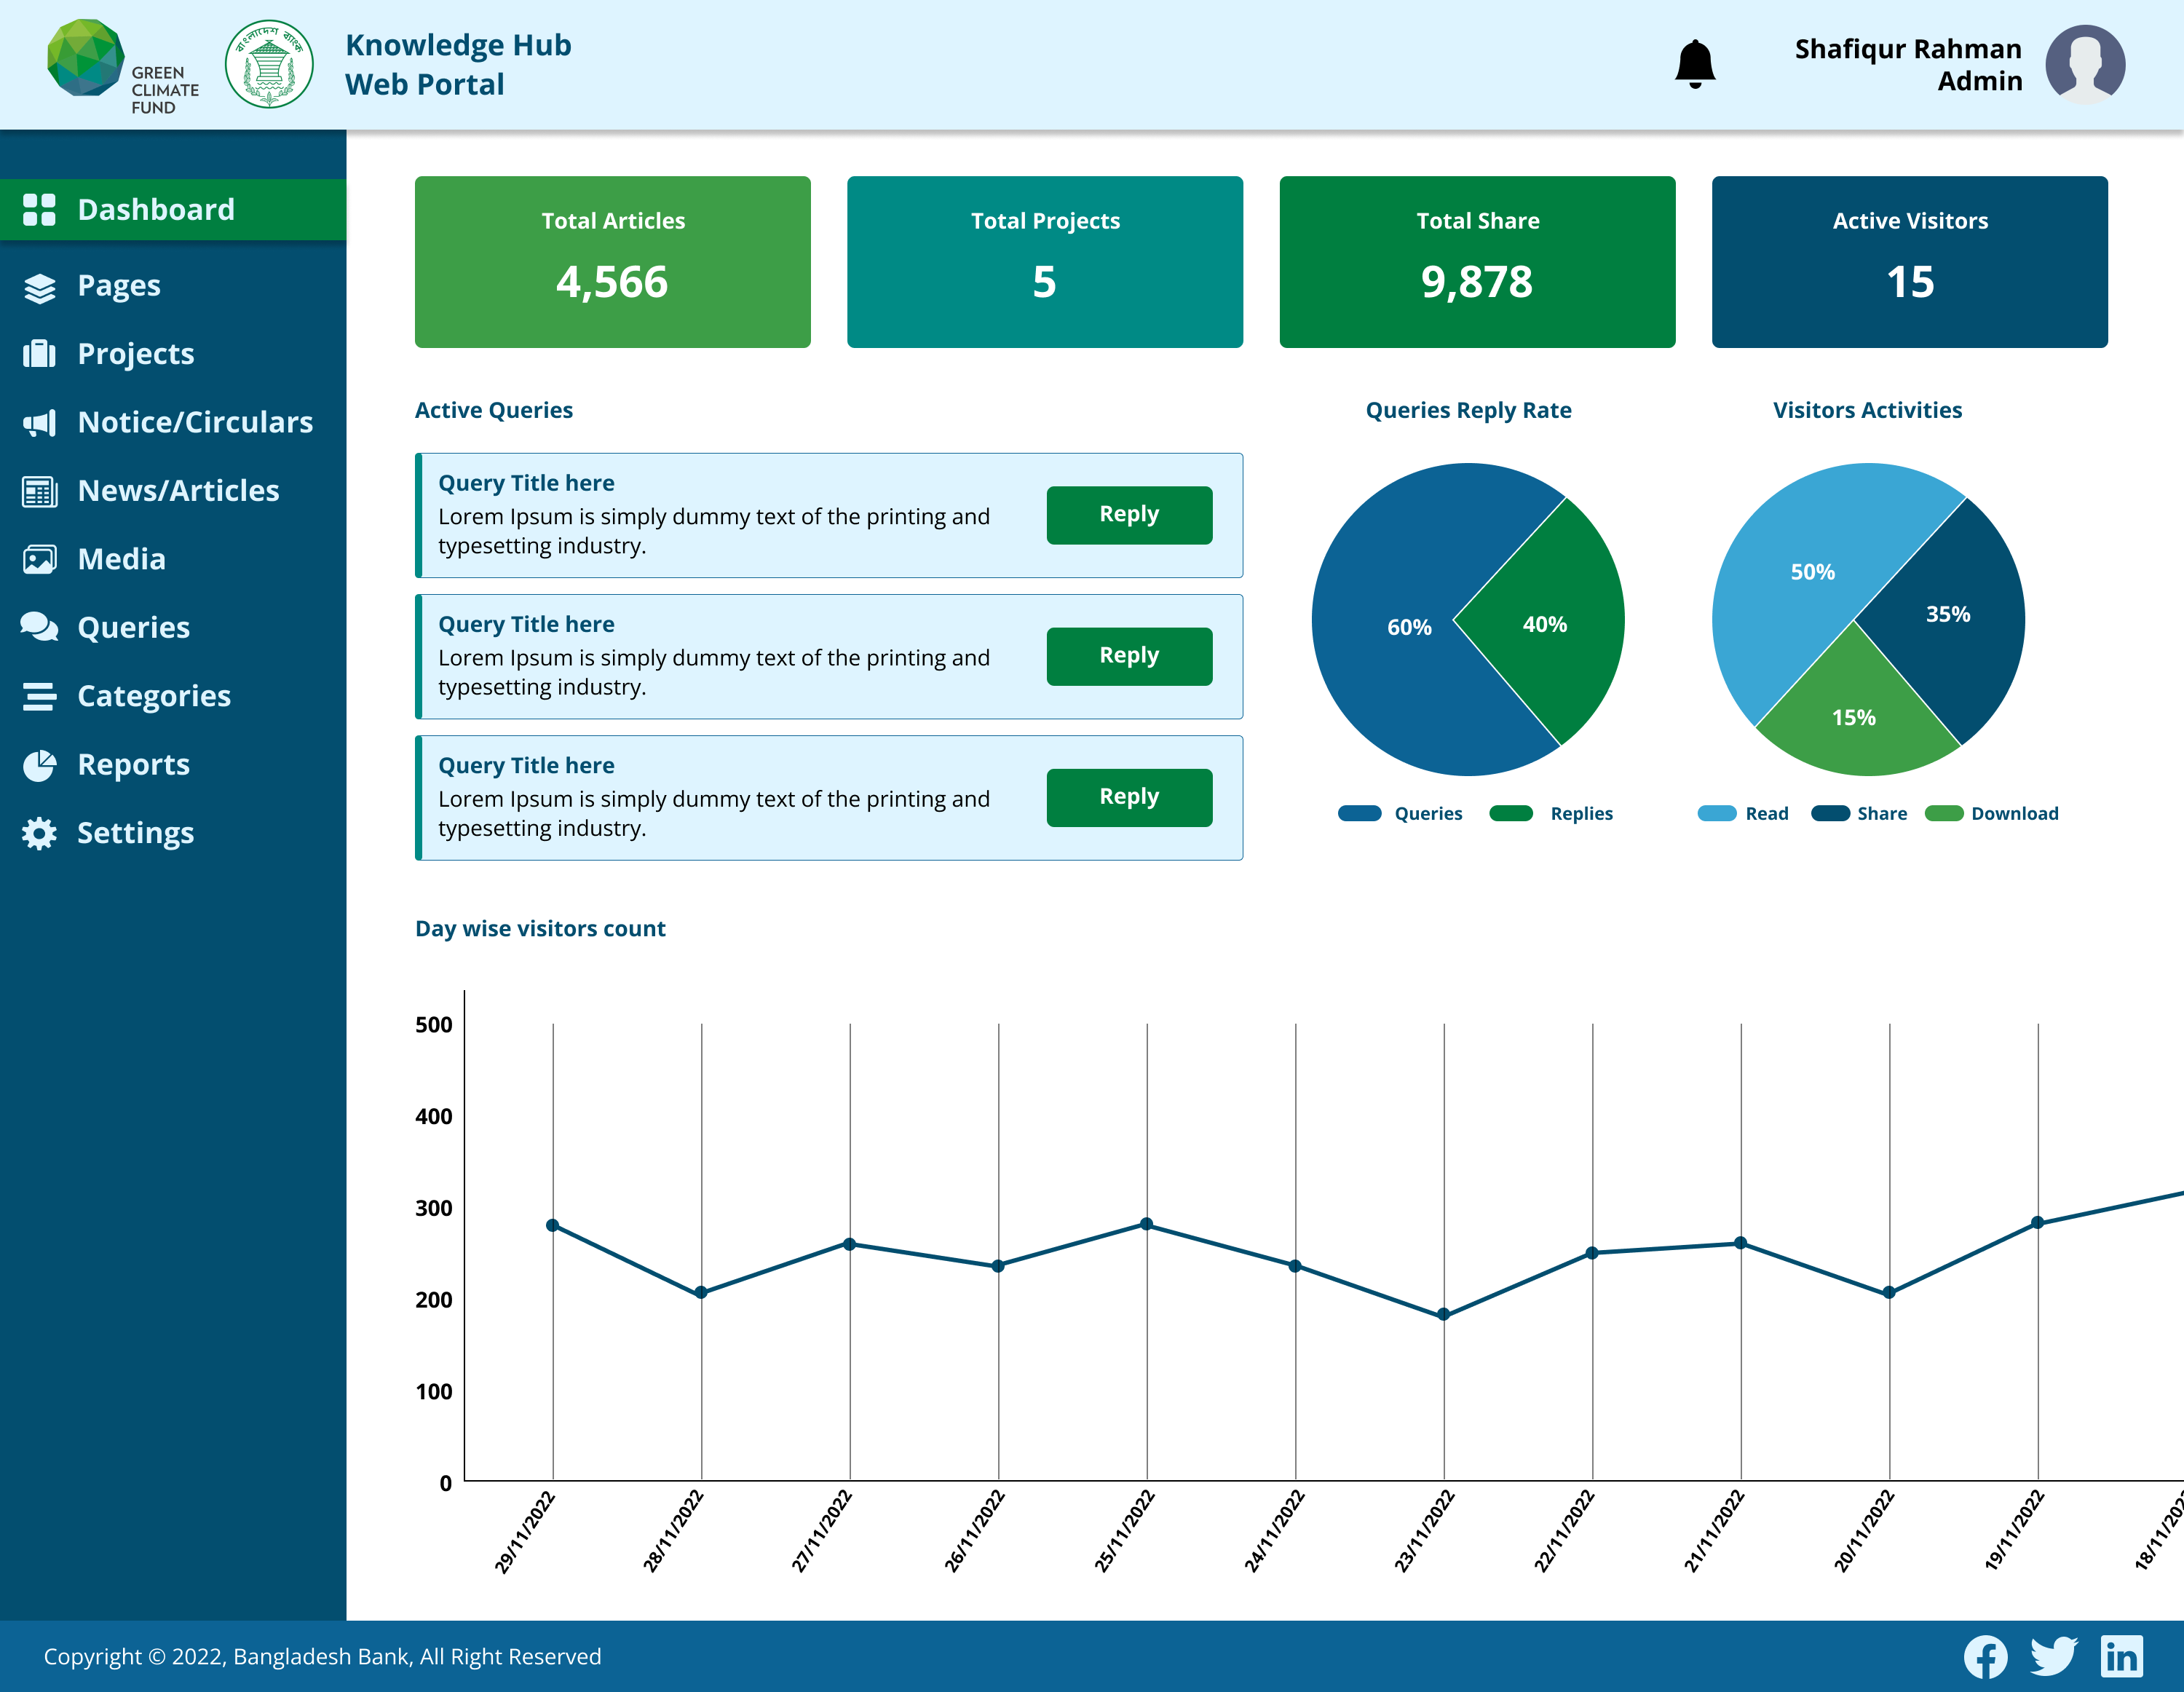 GREEN
CLIMATE
FUND
বাংলাদেশ ব্যাংক
Knowledge Hub
Web Portal
Shafiqur Rahman
Admin
Dashboard
Pages
Projects
Notice/Circulars
News/Articles
Media
Queries
Categories
Reports
Settings
Total Articles
4,566
Total Projects
5
Total Share
9,878
Active Visitors
15
Active Queries
Query Title here
Lorem Ipsum is simply dummy text of the printing and
typesetting industry.
Reply
Query Title here
Lorem Ipsum is simply dummy text of the printing and
typesetting industry.
Reply
Query Title here
Lorem Ipsum is simply dummy text of the printing and
typesetting industry.
Reply
Queries Reply Rate
60%
40%
Queries
Replies
Visitors Activities
50%
35%
15%
Read
Share
Download
Day wise visitors count
500
400
300
200
100
0
29/11/2022
28/11/2022
27/11/2022
26/11/2022
25/11/2022
24/11/2022
23/11/2022
22/11/2022
21/11/2022
20/11/2022
19/11/2022
Copyright © 2022, Bangladesh Bank, All Right Reserved